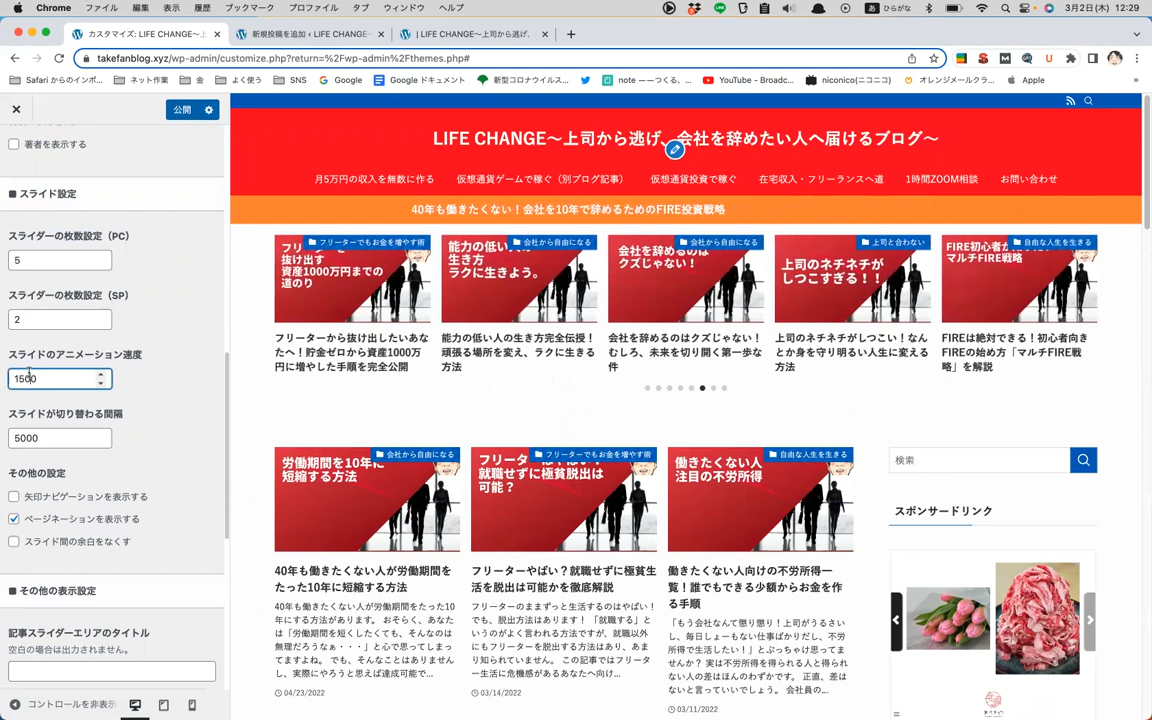 Chrome ファイル 編集 表示 履歴 ブックマーク プロファイル タブ ウィンドウ ヘルプ
あ ひらがな 3月2日(木) 12:29
カスタマイズ: LIFE CHANGE〜上
新規投稿を追加 ‹ LIFE CHANGE
| LIFE CHANGE〜上司から逃げ、
takefanblog.xyz/wp-admin/customize.php?return=%2Fwp-admin%2Fthemes.php#
Safari からのインポ... ネット作業 金 よく使う SNS Google Google ドキュメント 新型コロナウイルス... note ーーつくる、... YouTube - Broadc... niconico(ニコニコ) オレンジメールクラ... Apple »
公開
著者を表示する
スライド設定
スライダーの枚数設定（PC）
5
スライダーの枚数設定（SP）
2
スライドのアニメーション速度
1500
スライドが切り替わる間隔
5000
その他の設定
矢印ナビゲーションを表示する
ページネーションを表示する
スライド間の余白をなくす
その他の表示設定
記事スライダーエリアのタイトル
空白の場合は出力されません。
コントロールを非表示
LIFE CHANGE〜上司から逃げ、会社を辞めたい人へ届けるブログ〜
月5万円の収入を無数に作る 仮想通貨ゲームで稼ぐ（別ブログ記事） 仮想通貨投資で稼ぐ 在宅収入・フリーランスへ道 1時間ZOOM相談 お問い合わせ
40年も働きたくない！会社を10年で辞めるためのFIRE投資戦略
フリーターでもお金を増やす術
抜け出す
資産1000万円までの
道のり
フリーターから抜け出したいあな
たへ！貯金ゼロから資産1000万
円に増やした手順を完全公開
会社から自由になる
能力の低い
生き方
ラクに生きよう。
能力の低い人の生き方完全伝授！
頑張る場所を変え、ラクに生きる
方法
会社から自由になる
会社を辞めるのは
クズじゃない！
会社を辞めるのはクズじゃない！
むしろ、未来を切り開く第一歩な
件
上司と合わない
上司のネチネチが
しつこすぎる！！
上司のネチネチがしつこい！なん
とか身を守り明るい人生に変える
方法
自由な人生を生きる
FIRE初心者が
マルチFIRE戦略
FIREは絶対できる！初心者向き
FIREの始め方「マルチFIRE戦
略」を解説
会社から自由になる
労働期間を10年に
短縮する方法
40年も働きたくない人が労働期間を
たった10年に短縮する方法
40年も働きたくない人が労働期間をたった10
年にする方法があります。 おそらく、あなた
は「労働期間を短くしたくても、そんなのは
無理だろうなぁ・・・」と心で思ってしまっ
てますよね。 でも、そんなことはありません
し、実際にやろうと思えば達成可能で...
04/23/2022
フリーターでもお金を増やす術
就職せずに極貧脱出は
可能？
フリーターやばい？就職せずに極貧生
活を脱出は可能かを徹底解説
フリーターのままずっと生活するのはやばい！
でも、脱出方法はあります！ 「就職する」と
いうのがよく言われる方法ですが、就職以外
にもフリーターを脱出する方法はあまり、あま
り知られていません。 この記事ではフリータ
ー生活に危機感があるあなたへ向け...
03/14/2022
自由な人生を生きる
働きたくない人
注目の不労所得
働きたくない人向けの不労所得一
覧！誰でもできる少額からお金を作
る手順
「もう会社なんて懲り懲り！上司がうるさい
し、毎日しょーもない仕事ばかりだし、不労
所得で生活したい！」とぶっちゃけ思ってま
せんか？ 実は不労所得を得られる人と得られ
ない人の差はほんのわずかです。 正直、差は
ないと言っていいでしょう。 会社員の...
03/11/2022
検索
スポンサードリンク